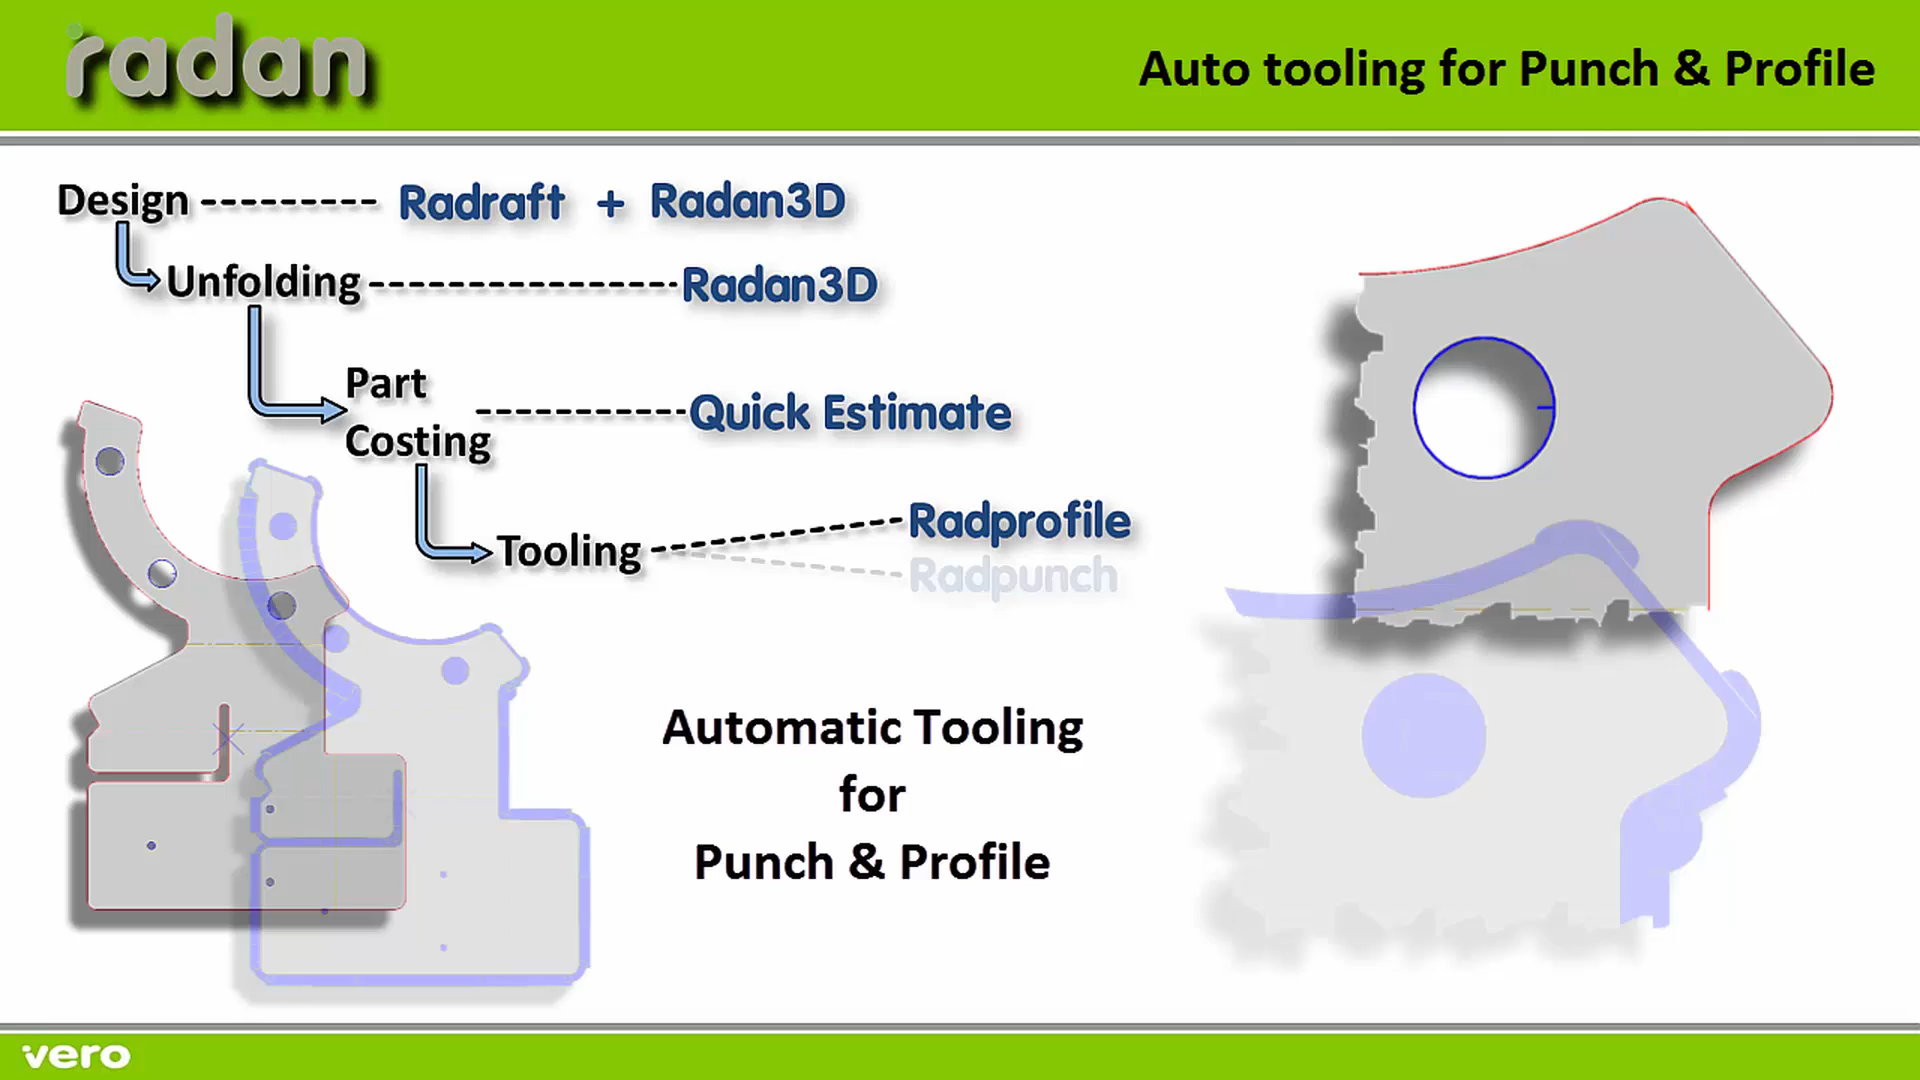 radan
Auto tooling for Punch & Profile
Design --------- Radraft + Radan3D
Unfolding ---------------- Radan3D
Part
Costing ----------- Quick Estimate
Tooling
Radprofile
Radpunch
Automatic Tooling
for
Punch & Profile
vero